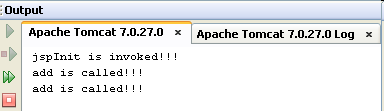 Output
Apache Tomcat 7.0.27.0 × Apache Tomcat 7.0.27.0 Log ×
jspInit is invoked!!!
add is called!!!
add is called!!!